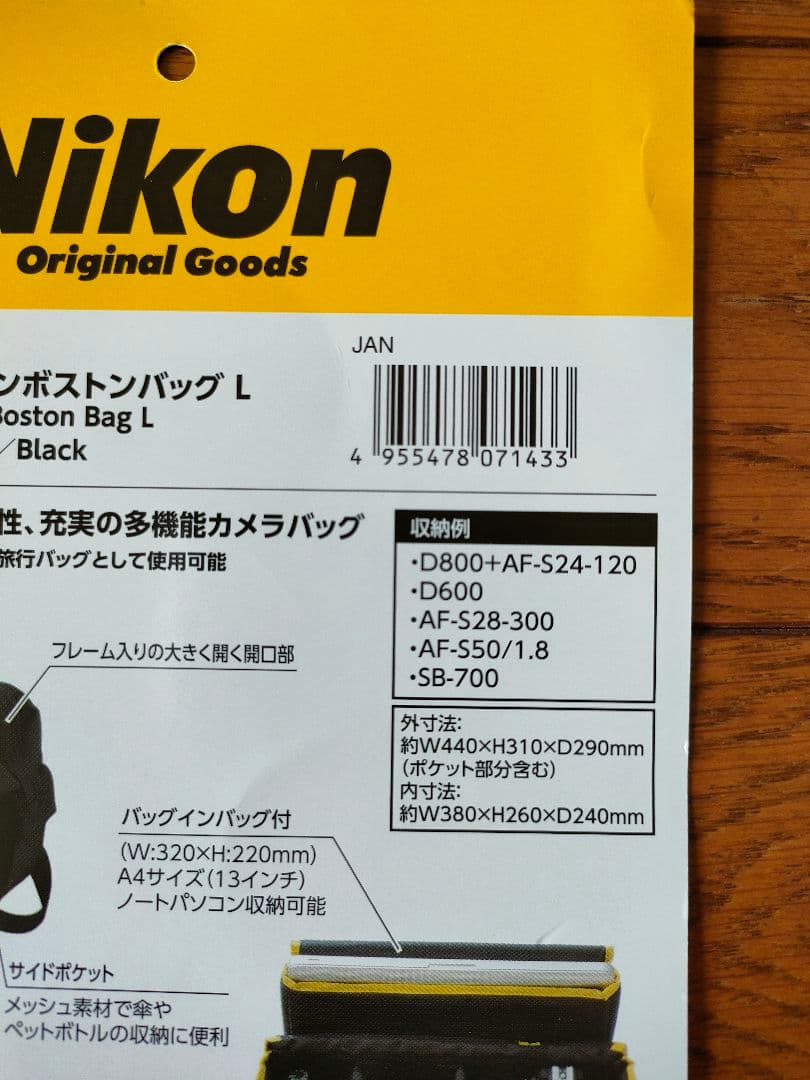 Nikon
Original Goods
JAN
ンボストンバッグ L
Boston Bag L
／Black
4 955478 071433
性、充実の多機能カメラバッグ
旅行バッグとして使用可能
収納例
・D800+AF-S24-120
・D600
・AF-S28-300
・AF-S50/1.8
・SB-700
フレーム入りの大きく開く開口部
外寸法:
約W440×H310×D290mm
(ポケット部分含む)
内寸法:
約W380×H260×D240mm
バッグインバッグ付
(W:320×H:220mm)
A4サイズ(13インチ)
ノートパソコン収納可能
サイドポケット
メッシュ素材で傘や
ペットボトルの収納に便利